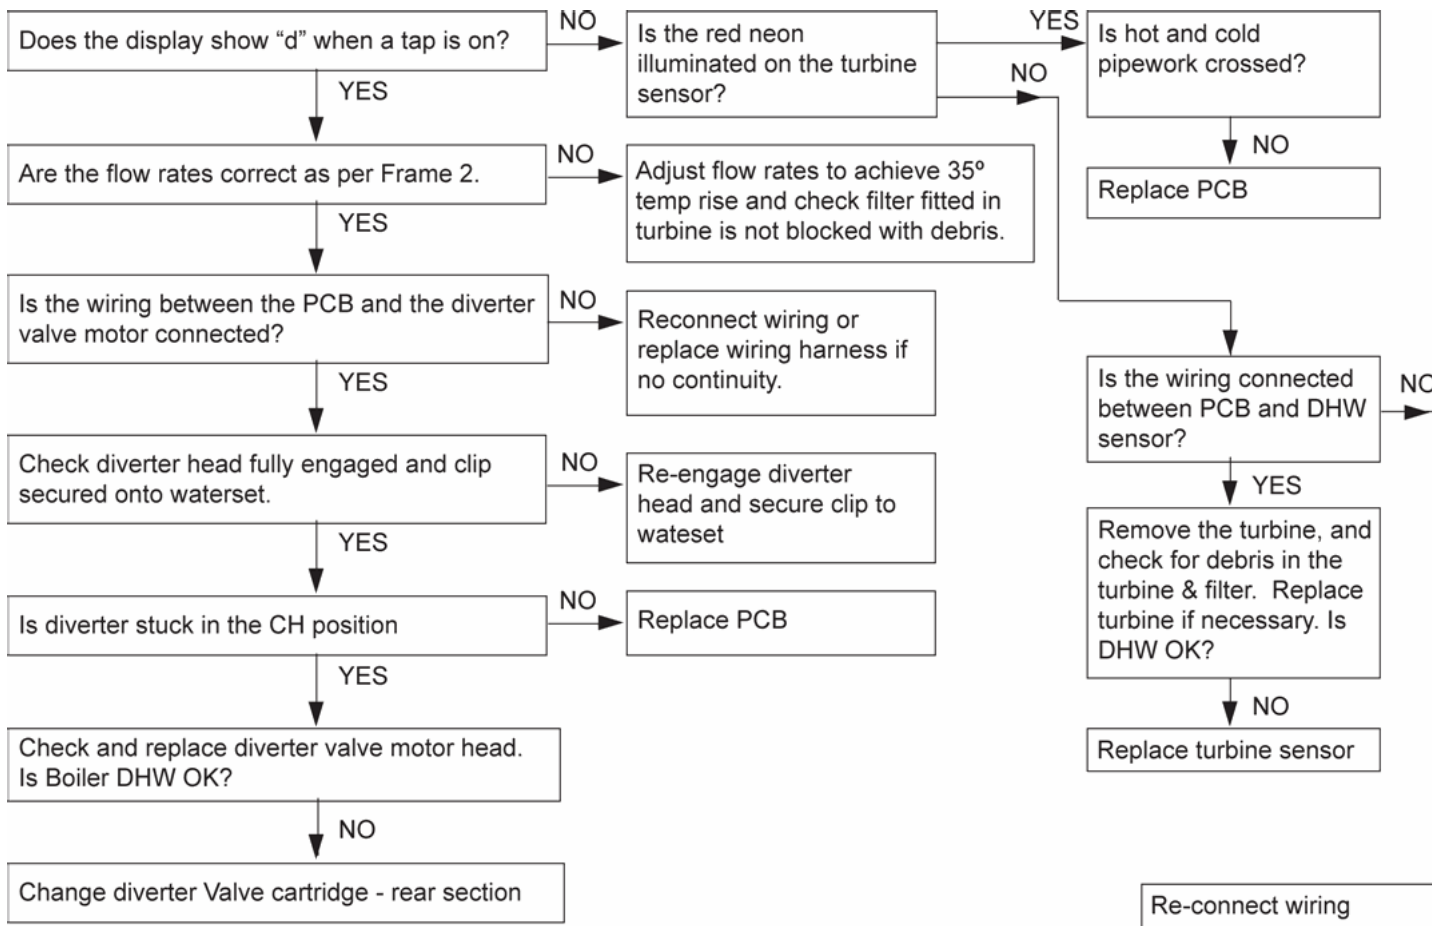 Does the display show “d” when a tap is on?
NO
Is the red neon
illuminated on the turbine
sensor?
YES
NO
Is hot and cold
pipework crossed?
NO
Replace PCB
YES
Are the flow rates correct as per Frame 2.
NO
Adjust flow rates to achieve 35º
temp rise and check filter fitted in
turbine is not blocked with debris.
YES
Is the wiring between the PCB and the diverter
valve motor connected?
NO
Reconnect wiring or
replace wiring harness if
no continuity.
YES
Check diverter head fully engaged and clip
secured onto waterset.
NO
Re-engage diverter
head and secure clip to
wateset
YES
Is diverter stuck in the CH position
NO
Replace PCB
YES
Check and replace diverter valve motor head.
Is Boiler DHW OK?
NO
Change diverter Valve cartridge - rear section
Is the wiring connected
between PCB and DHW
sensor?
NO
YES
Remove the turbine, and
check for debris in the
turbine & filter.  Replace
turbine if necessary. Is
DHW OK?
NO
Replace turbine sensor
Re-connect wiring